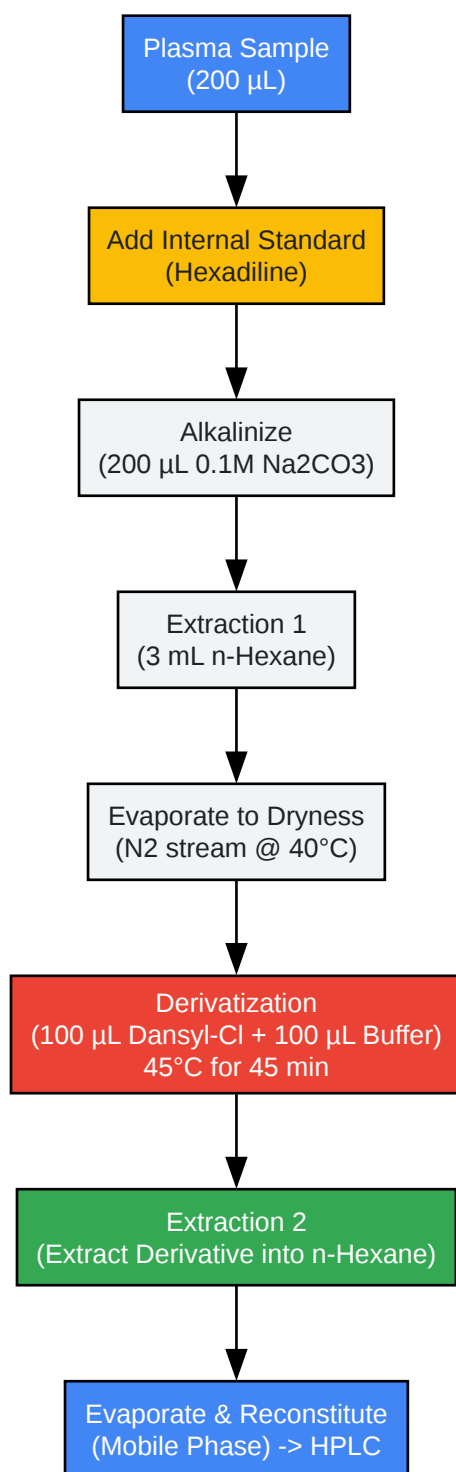 Plasma Sample
(200 µL)
Add Internal Standard
(Hexadiline)
Alkalinize
(200 µL 0.1M Na2CO3)
Extraction 1
(3 mL n-Hexane)
Evaporate to Dryness
(N2 stream @ 40°C)
Derivatization
(100 µL Dansyl-Cl + 100 µL Buffer)
45°C for 45 min
Extraction 2
(Extract Derivative into n-Hexane)
Evaporate & Reconstitute
(Mobile Phase) -> HPLC